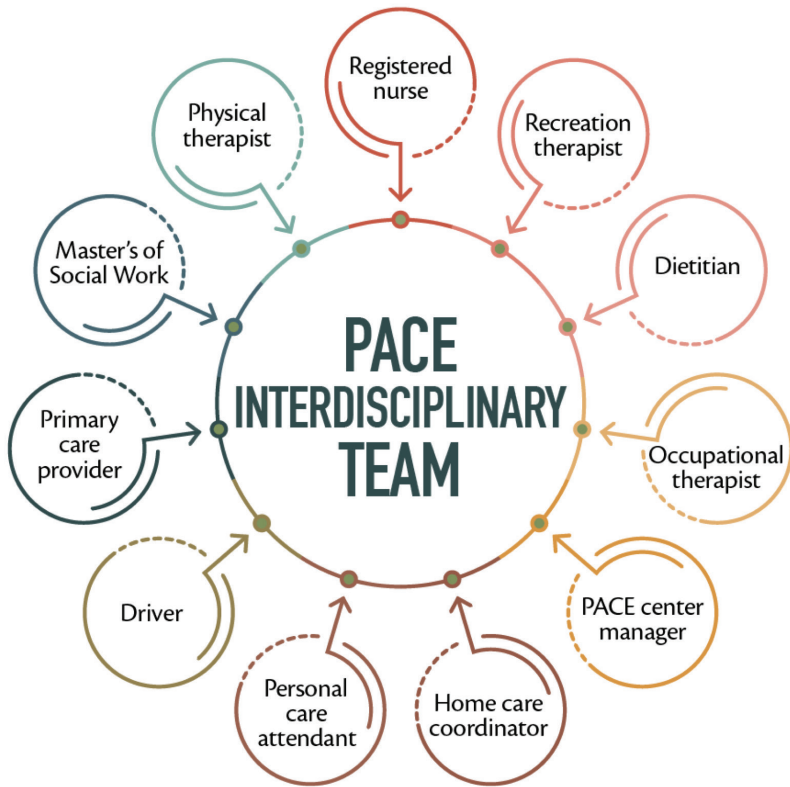 Registered
nurse
Recreation
therapist
Dietitian
Occupational
therapist
PACE center
manager
Home care
coordinator
Personal
care
attendant
Driver
Primary
care
provider
Master's of
Social Work
Physical
therapist
PACE
INTERDISCIPLINARY
TEAM